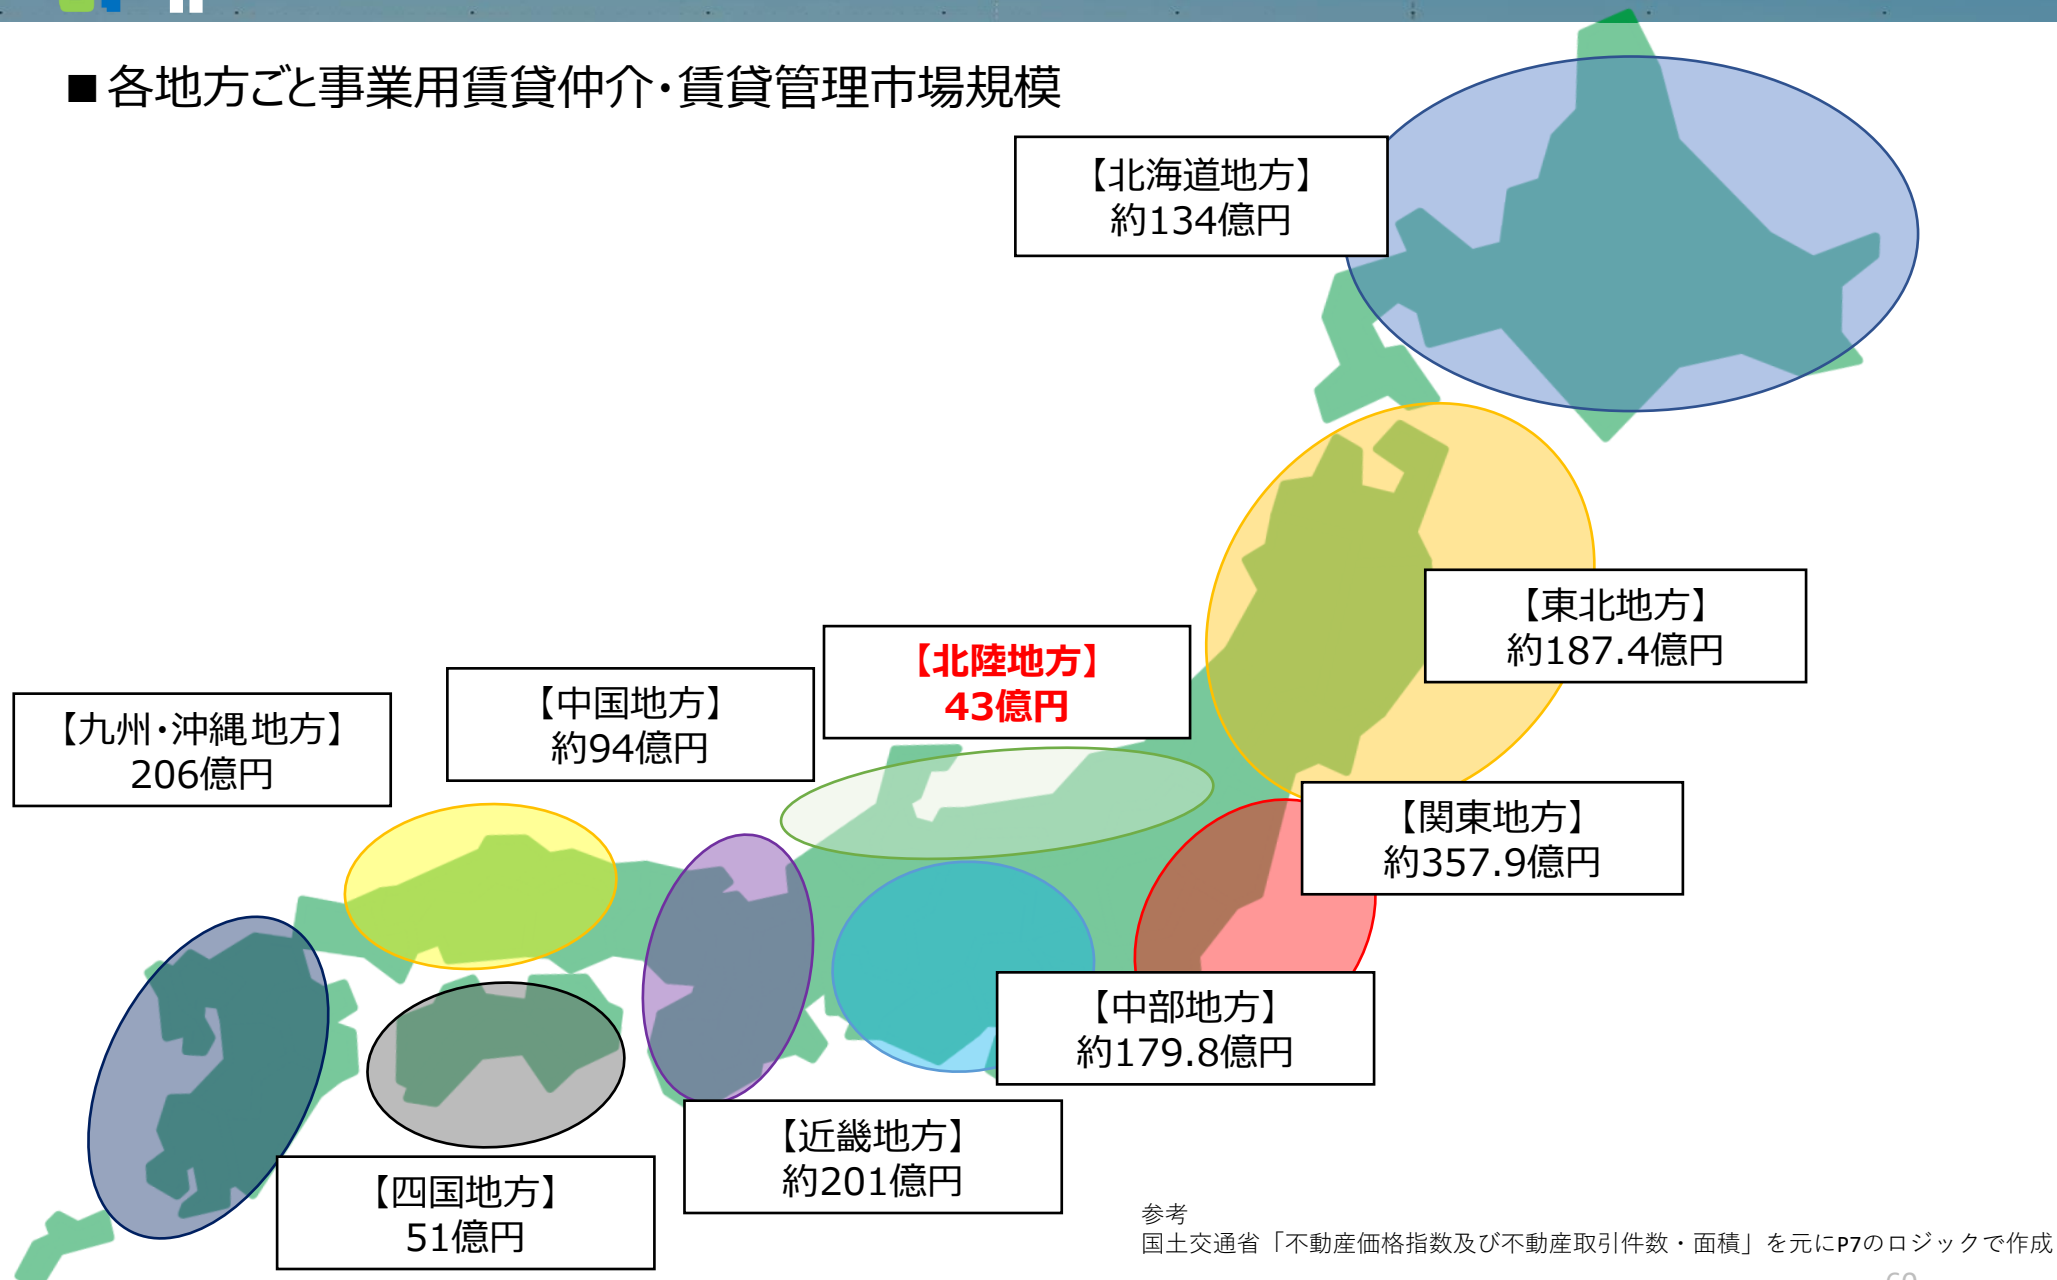 ■各地方ごと事業用賃貸仲介・賃貸管理市場規模
【北海道地方】
約134億円
【東北地方】
約187.4億円
【北陸地方】
43億円
【中国地方】
約94億円
【九州・沖縄地方】
206億円
【関東地方】
約357.9億円
【中部地方】
約179.8億円
【近畿地方】
約201億円
【四国地方】
51億円
参考
国土交通省「不動産価格指数及び不動産取引件数・面積」を元にP7のロジックで作成